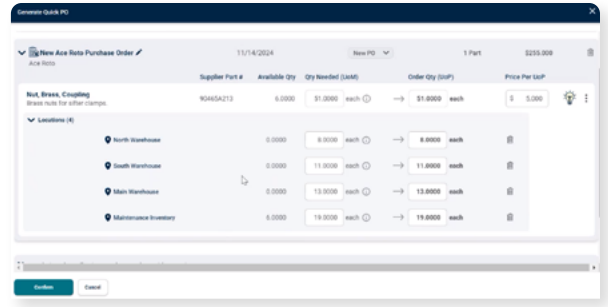 Generate Quick PO
New Ace Roto Purchase Order 11/14/2024 New PO 1 Part $255.000
Ace Roto
Supplier Part # Available Qty Qty Needed (UoM) Order Qty (UoP) Price Per UoP
Nut, Brass, Coupling
Brass nuts for sifter clamps. 904654213 6.0000 51.0000 each 51.0000 each $ 5.000
Locations (4)
North Warehouse 0.0000 8.0000 each 8.0000 each
South Warehouse 0.0000 11.0000 each 11.0000 each
Main Warehouse 0.0000 13.0000 each 13.0000 each
Maintenance Inventory 6.0000 19.0000 each 19.0000 each
Confirm Cancel